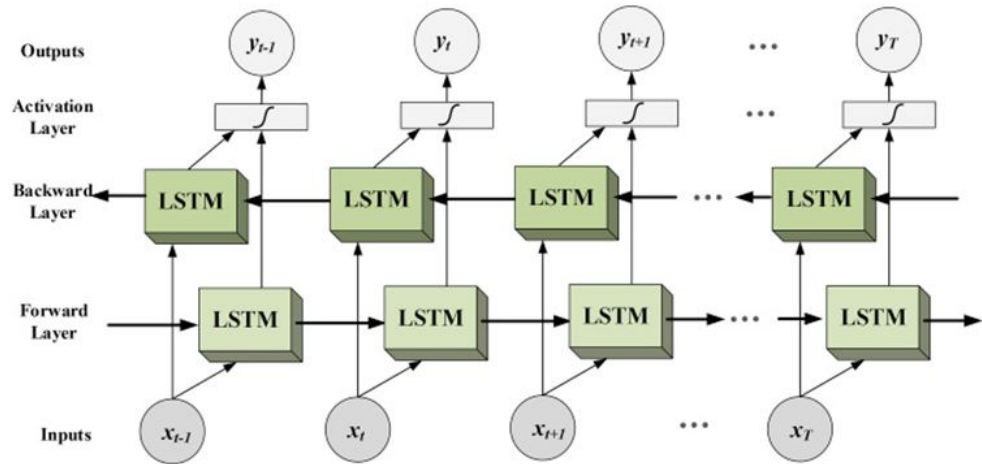 Outputs
y_{t-1} y_t y_{t+1} ... y_T
Activation
Layer
∫ ∫ ∫ ... ∫
Backward
Layer
LSTM LSTM LSTM ... LSTM
Forward
Layer
LSTM LSTM LSTM ... LSTM
Inputs
x_{t-1} x_t x_{t+1} ... x_T